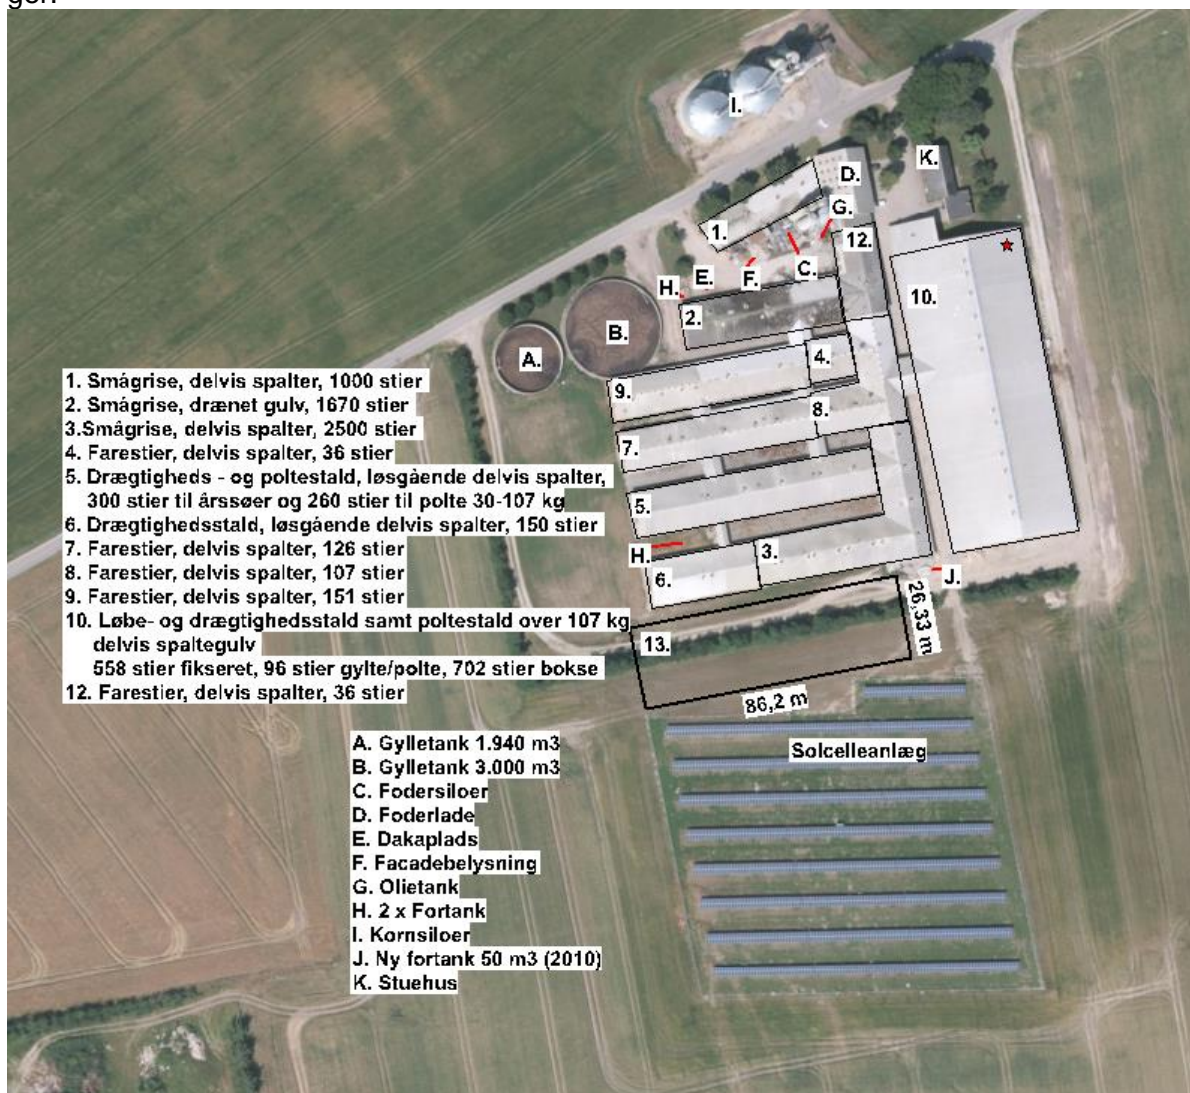 ger.
I.
K.
D.
G.
1.
12.
C.
F.
E.
H.
10.
2.
B.
A.
4.
9.
8.
7.
5.
3.
H.
6.
J.
13.
26,33 m
86,2 m
Solcelleanlæg
1. Smågrise, delvis spalter, 1000 stier
2. Smågrise, drænet gulv, 1670 stier
3.Smågrise, delvis spalter, 2500 stier
4. Farestier, delvis spalter, 36 stier
5. Drægtigheds - og poltestald, løsgående delvis spalter,
300 stier til årssøer og 260 stier til polte 30-107 kg
6. Drægtighedsstald, løsgående delvis spalter, 150 stier
7. Farestier, delvis spalter, 126 stier
8. Farestier, delvis spalter, 107 stier
9. Farestier, delvis spalter, 151 stier
10. Løbe- og drægtighedsstald samt poltestald over 107 kg
delvis spaltegulv
558 stier fikseret, 96 stier gylte/polte, 702 stier bokse
12. Farestier, delvis spalter, 36 stier
A. Gylletank 1.940 m3
B. Gylletank 3.000 m3
C. Fodersiloer
D. Foderlade
E. Dakaplads
F. Facadebelysning
G. Olietank
H. 2 x Fortank
I. Kornsiloer
J. Ny fortank 50 m3 (2010)
K. Stuehus